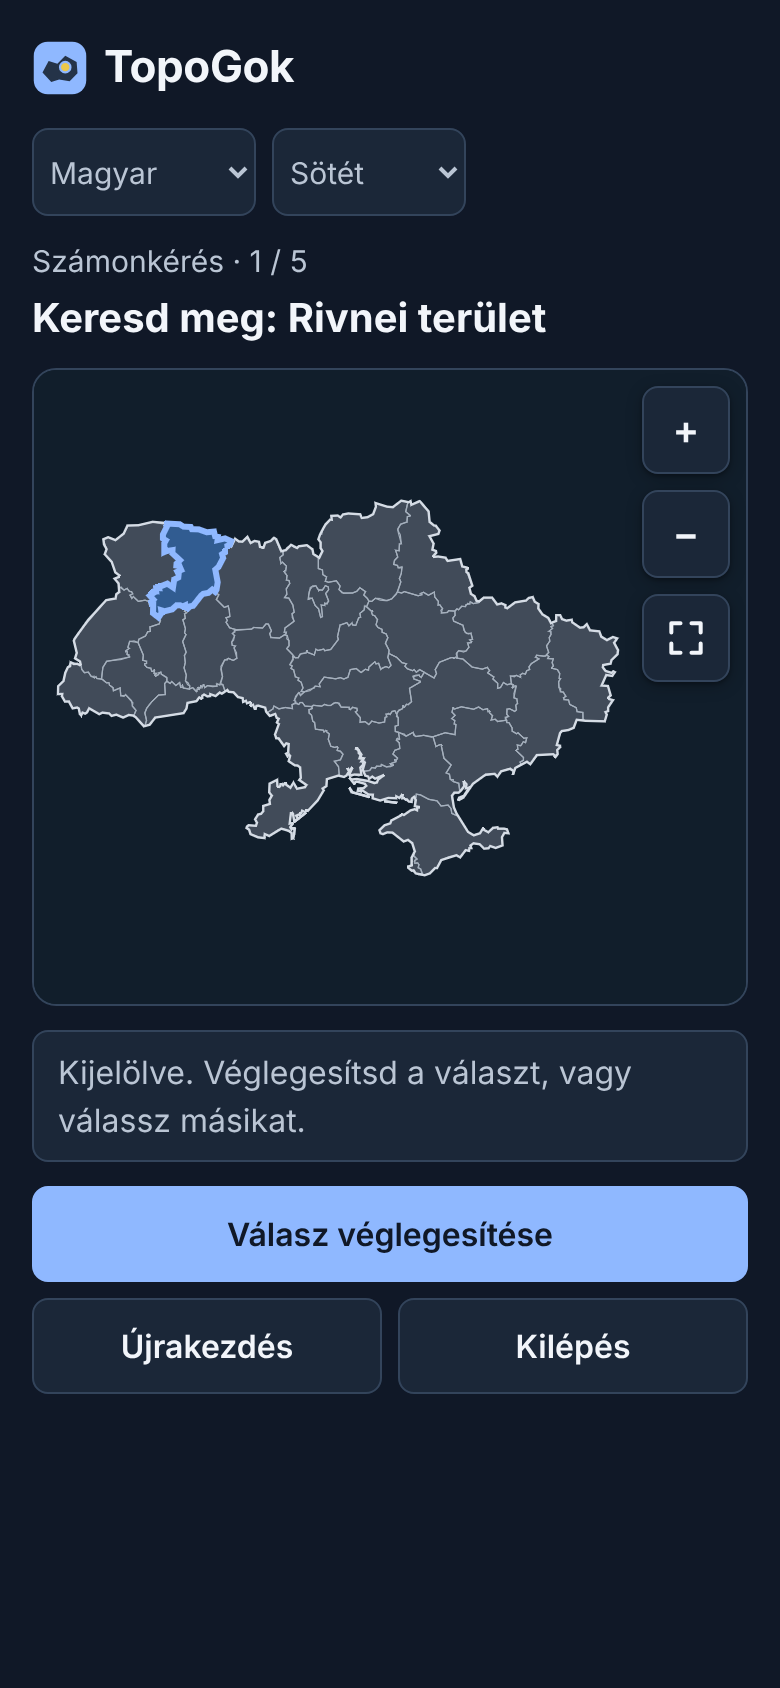 TopoGok
Magyar
Sötét
Számonkérés · 1 / 5
Keresd meg: Rivnei terület
+
−
Kijelölve. Véglegesítsd a választ, vagy
válassz másikat.
Válasz véglegesítése
Újrakezdés
Kilépés